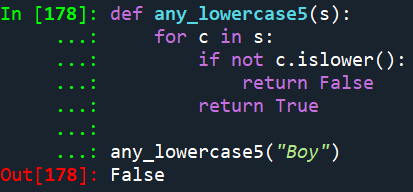 In [178]: def any_lowercase5(s):
     ...:     for c in s:
     ...:         if not c.islower():
     ...:             return False
     ...:         return True
     ...:
     ...: any_lowercase5("Boy")
Out[178]: False